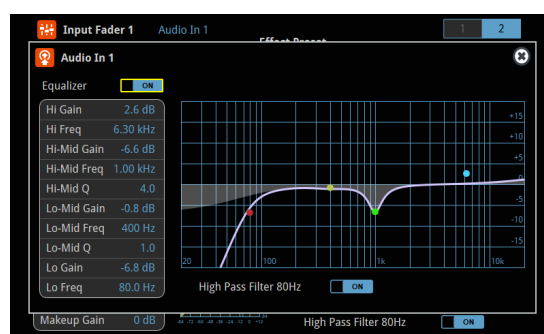 Input Fader 1 Audio In 1 1 2
Effect Preset
Audio In 1
Equalizer ON
Hi Gain 2.6 dB
Hi Freq 6.30 kHz
Hi-Mid Gain -6.6 dB
Hi-Mid Freq 1.00 kHz
Hi-Mid Q 4.0
Lo-Mid Gain -0.8 dB
Lo-Mid Freq 400 Hz
Lo-Mid Q 1.0
Lo Gain -6.8 dB
Lo Freq 80.0 Hz
+15
+10
+5
0
-5
-10
-15
20 100 1k 10k
High Pass Filter 80Hz ON
Makeup Gain 0 dB
High Pass Filter 80Hz ON